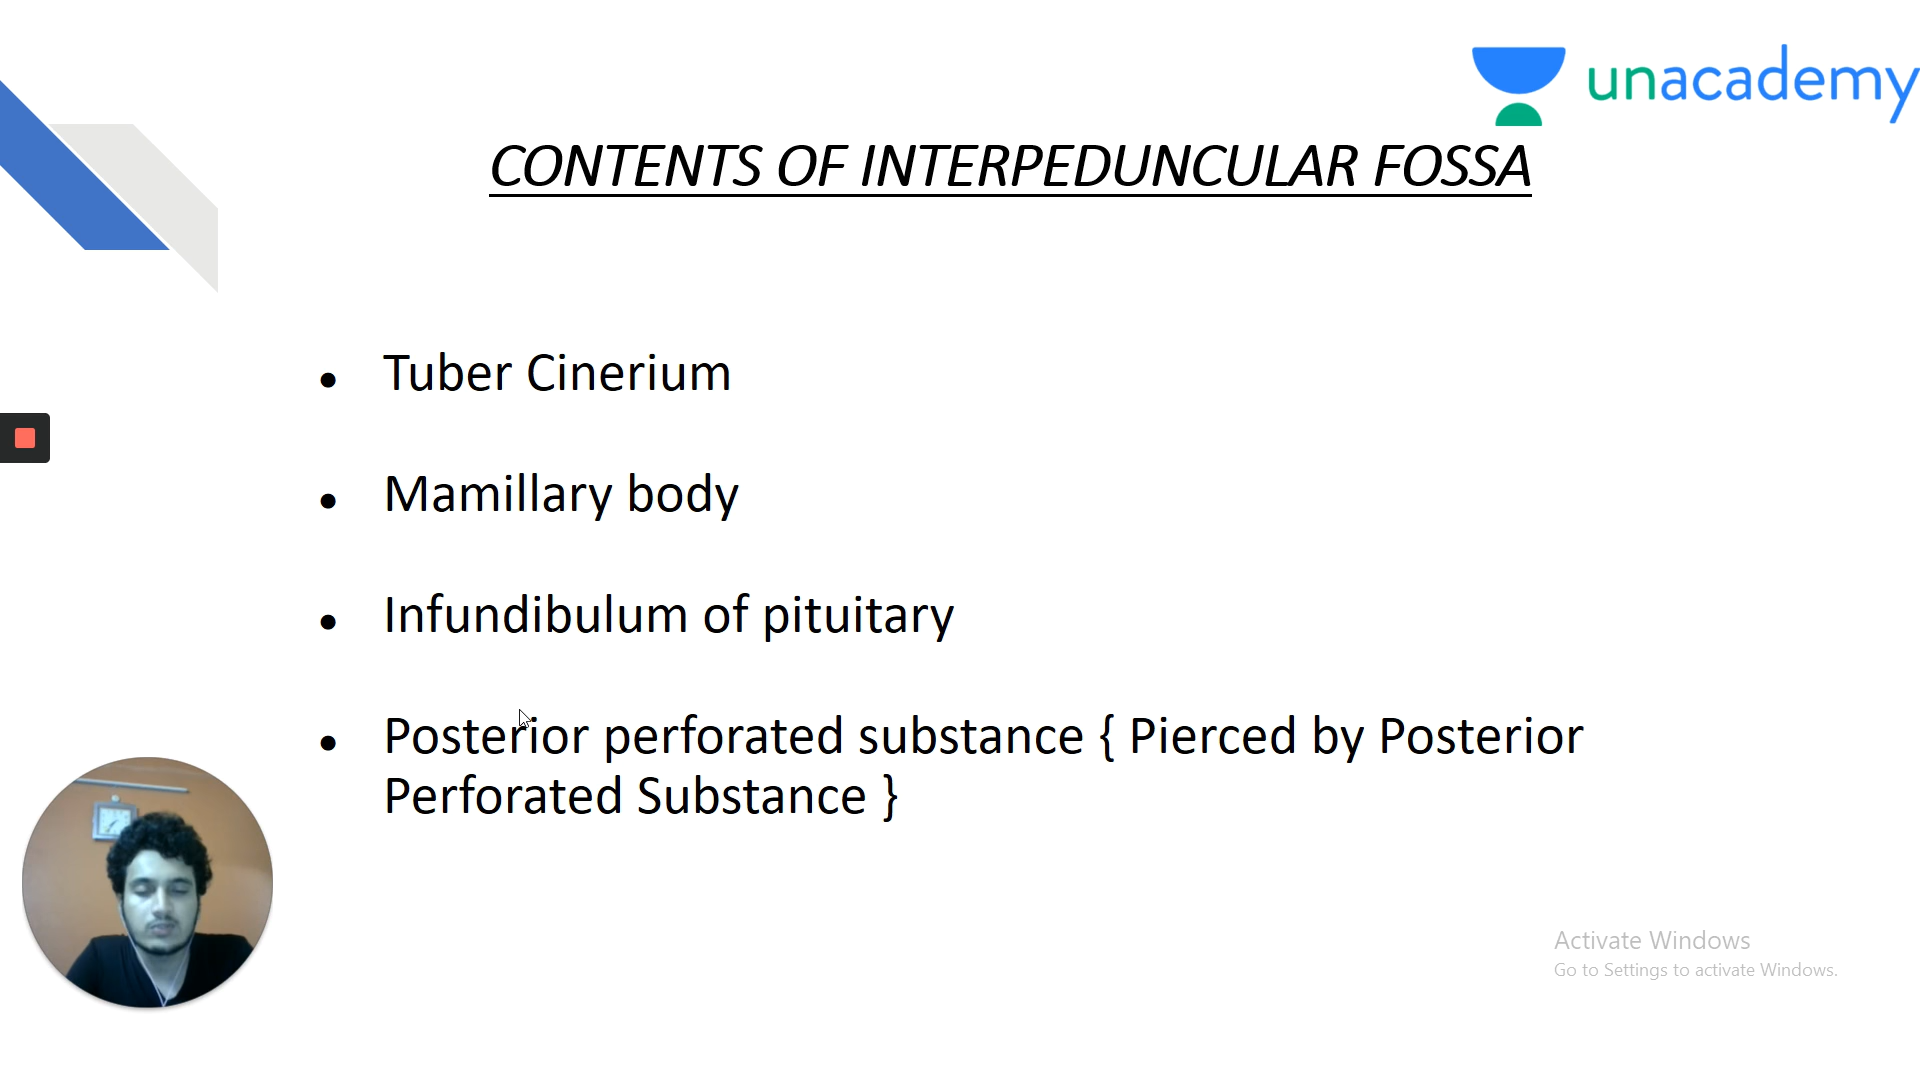 unacademy
CONTENTS OF INTERPEDUNCULAR FOSSA
● Tuber Cinerium
● Mamillary body
● Infundibulum of pituitary
● Posterior perforated substance { Pierced by Posterior
Perforated Substance }
Activate Windows
Go to Settings to activate Windows.